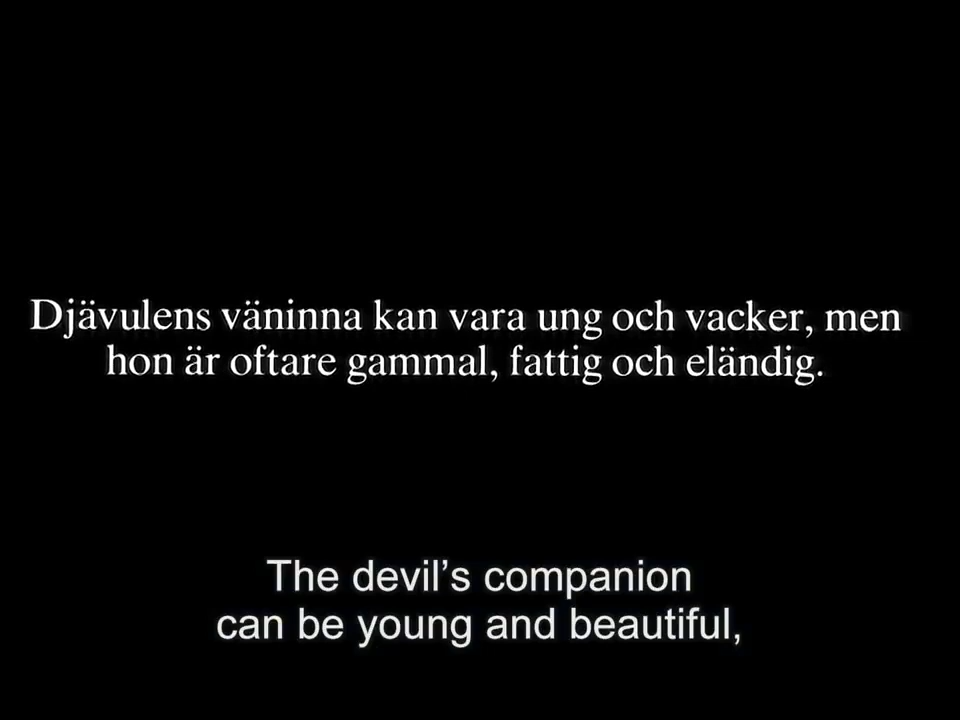 Djävulens väninna kan vara ung och vacker, men
hon är oftare gammal, fattig och eländig.
The devil’s companion
can be young and beautiful,